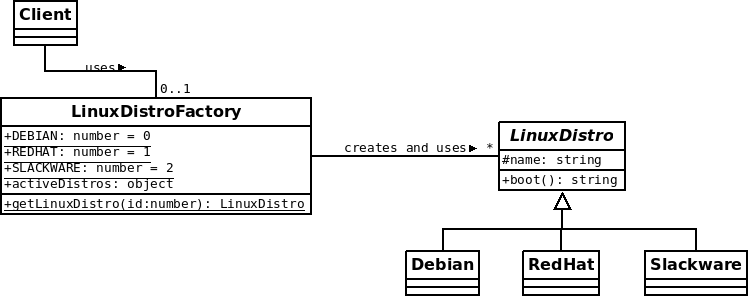 Client
uses
0..1
LinuxDistroFactory
+DEBIAN: number = 0
+REDHAT: number = 1
+SLACKWARE: number = 2
+activeDistros: object
+getLinuxDistro(id:number): LinuxDistro
creates and uses *
LinuxDistro
#name: string
+boot(): string
Debian
RedHat
Slackware